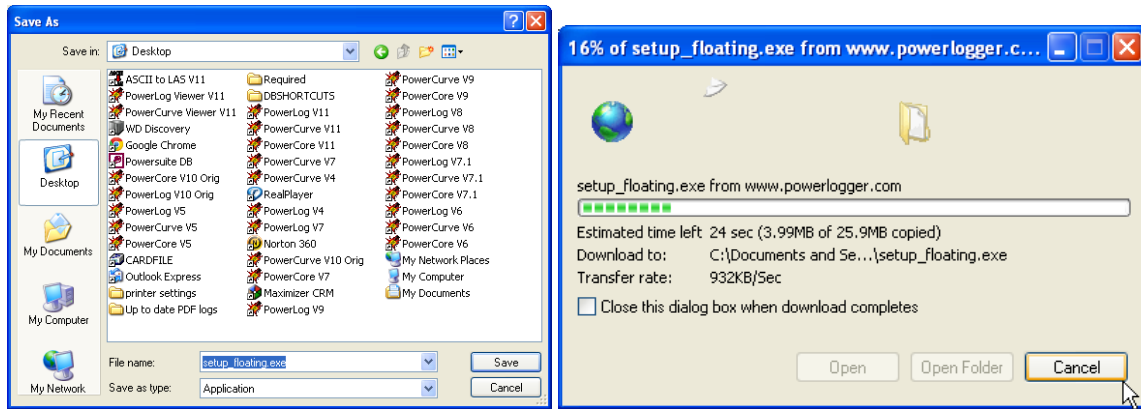 Save As
Save in: Desktop
My Recent Documents
Desktop
My Documents
My Computer
My Network
ASCII to LAS V11
PowerLog Viewer V11
PowerCurve Viewer V11
WD Discovery
Google Chrome
Powersuite DB
PowerCore V10 Orig
PowerLog V10 Orig
PowerLog V5
PowerCurve V5
PowerCore V5
CARDFILE
Outlook Express
printer settings
Up to date PDF logs
Required
DBSHORTCUTS
PowerLog V11
PowerCurve V11
PowerCore V11
PowerCurve V7
PowerCurve V4
RealPlayer
PowerLog V4
PowerLog V7
Norton 360
PowerCurve V10 Orig
PowerCore V7
Maximizer CRM
PowerLog V9
PowerCurve V9
PowerCore V9
PowerLog V8
PowerCurve V8
PowerCore V8
PowerLog V7.1
PowerCurve V7.1
PowerCore V7.1
PowerLog V6
PowerCurve V6
PowerCore V6
My Network Places
My Computer
My Documents
File name: setup_floating.exe Save
Save as type: Application Cancel
16% of setup_floating.exe from www.powerlogger.c...
setup_floating.exe from www.powerlogger.com
Estimated time left 24 sec (3.99MB of 25.9MB copied)
Download to: C:\Documents and Se...\setup_floating.exe
Transfer rate: 932KB/Sec
Close this dialog box when download completes
Open Open Folder Cancel